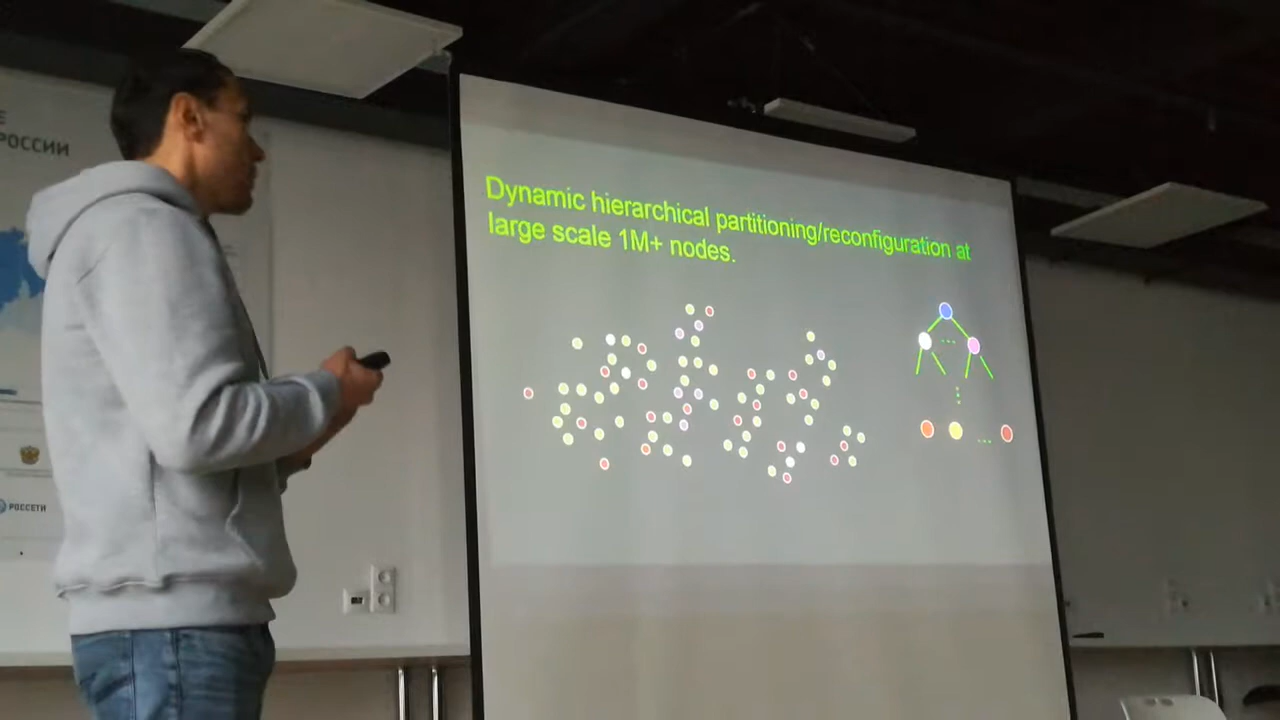 Е
РОССИИ
РОССЕТИ
Dynamic hierarchical partitioning/reconfiguration at
large scale 1M+ nodes.